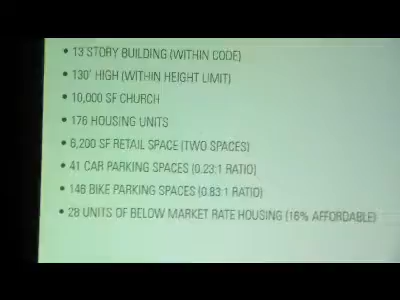 • 13 STORY BUILDING (WITHIN CODE)
• 130' HIGH (WITHIN HEIGHT LIMIT)
• 10,000 SF CHURCH
• 176 HOUSING UNITS
• 6,200 SF RETAIL SPACE (TWO SPACES)
• 41 CAR PARKING SPACES (0.23:1 RATIO)
• 146 BIKE PARKING SPACES (0.83:1 RATIO)
• 28 UNITS OF BELOW MARKET RATE HOUSING (16% AFFORDABLE)